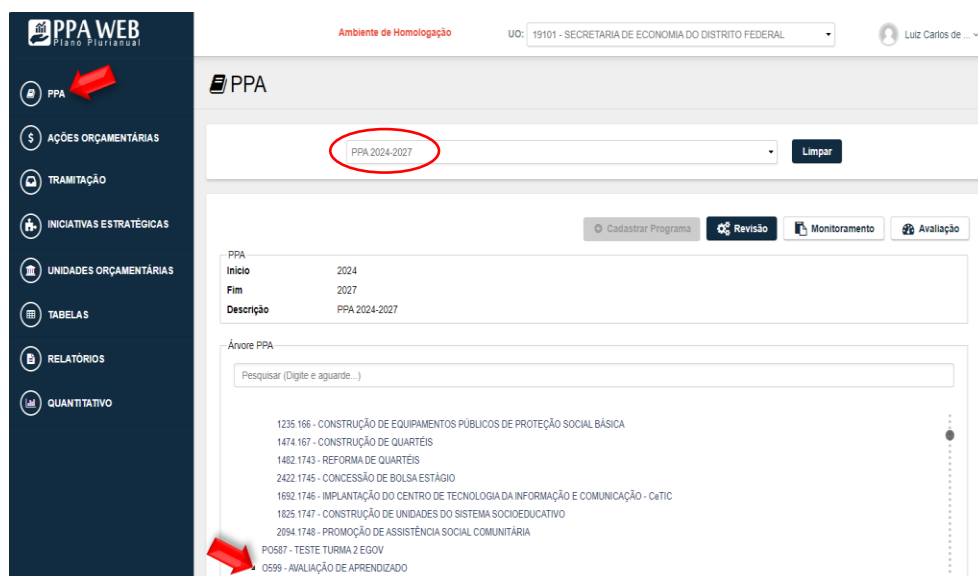 PPA WEB
Plano Plurianual
Ambiente de Homologação
UO: 19101 - SECRETARIA DE ECONOMIA DO DISTRITO FEDERAL
Luiz Carlos de ...
PPA
AÇÕES ORÇAMENTÁRIAS
TRAMITAÇÃO
INICIATIVAS ESTRATÉGICAS
UNIDADES ORÇAMENTÁRIAS
TABELAS
RELATÓRIOS
QUANTITATIVO
PPA
PPA 2024-2027
Limpar
Cadastrar Programa
Revisão
Monitoramento
Avaliação
PPA
Início 2024
Fim 2027
Descrição PPA 2024-2027
Árvore PPA
Pesquisar (Digite e aguarde...)
1235.166 - CONSTRUÇÃO DE EQUIPAMENTOS PÚBLICOS DE PROTEÇÃO SOCIAL BÁSICA
1474.167 - CONSTRUÇÃO DE QUARTÉIS
1482.1743 - REFORMA DE QUARTÉIS
2422.1745 - CONCESSÃO DE BOLSA ESTÁGIO
1692.1746 - IMPLANTAÇÃO DO CENTRO DE TECNOLOGIA DA INFORMAÇÃO E COMUNICAÇÃO - CeTIC
1825.1747 - CONSTRUÇÃO DE UNIDADES DO SISTEMA SOCIOEDUCATIVO
2094.1748 - PROMOÇÃO DE ASSISTÊNCIA SOCIAL COMUNITÁRIA
PO587 - TESTE TURMA 2 EGOV
O599 - AVALIAÇÃO DE APRENDIZADO